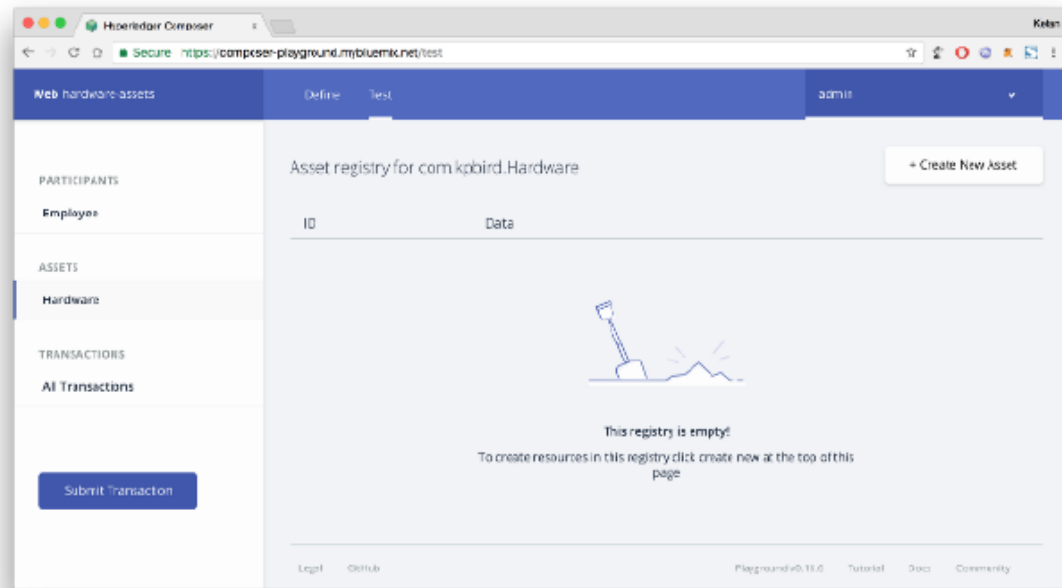 Hyperledger Composer
Secure https://composer-playground.mybluemix.net/test
Web hardware-assets
Define Test
admin
PARTICIPANTS
Employee
ASSETS
Hardware
TRANSACTIONS
All Transactions
Submit Transaction
Asset registry for com.kpbird.Hardware
+ Create New Asset
ID Data
This registry is empty!
To create resources in this registry click create new at the top of this
page
Legal GitHub
Tutorial Docs Community